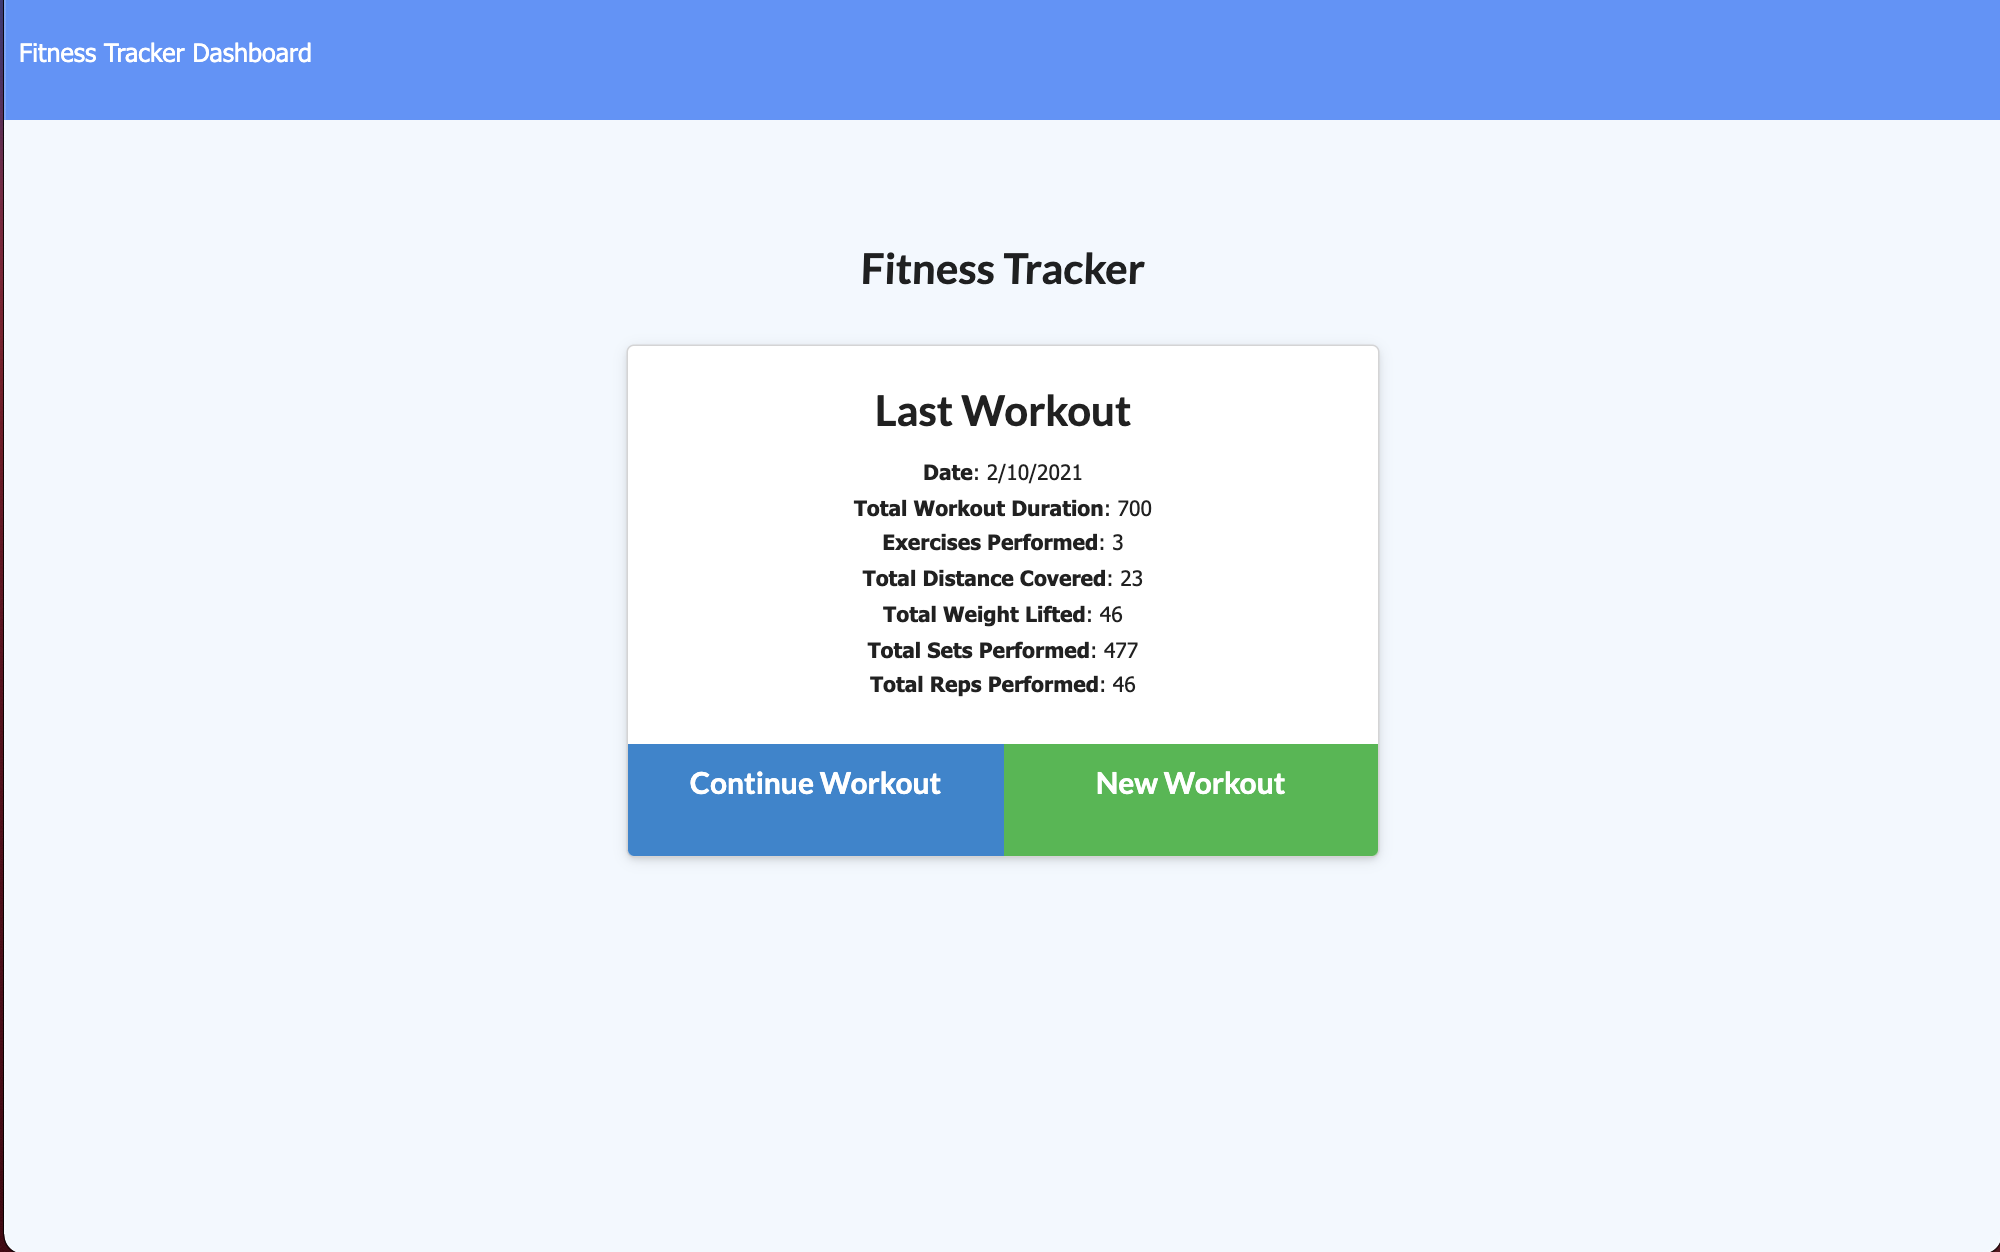 Fitness Tracker Dashboard
Fitness Tracker
Last Workout
Date: 2/10/2021
Total Workout Duration: 700
Exercises Performed: 3
Total Distance Covered: 23
Total Weight Lifted: 46
Total Sets Performed: 477
Total Reps Performed: 46
Continue Workout
New Workout